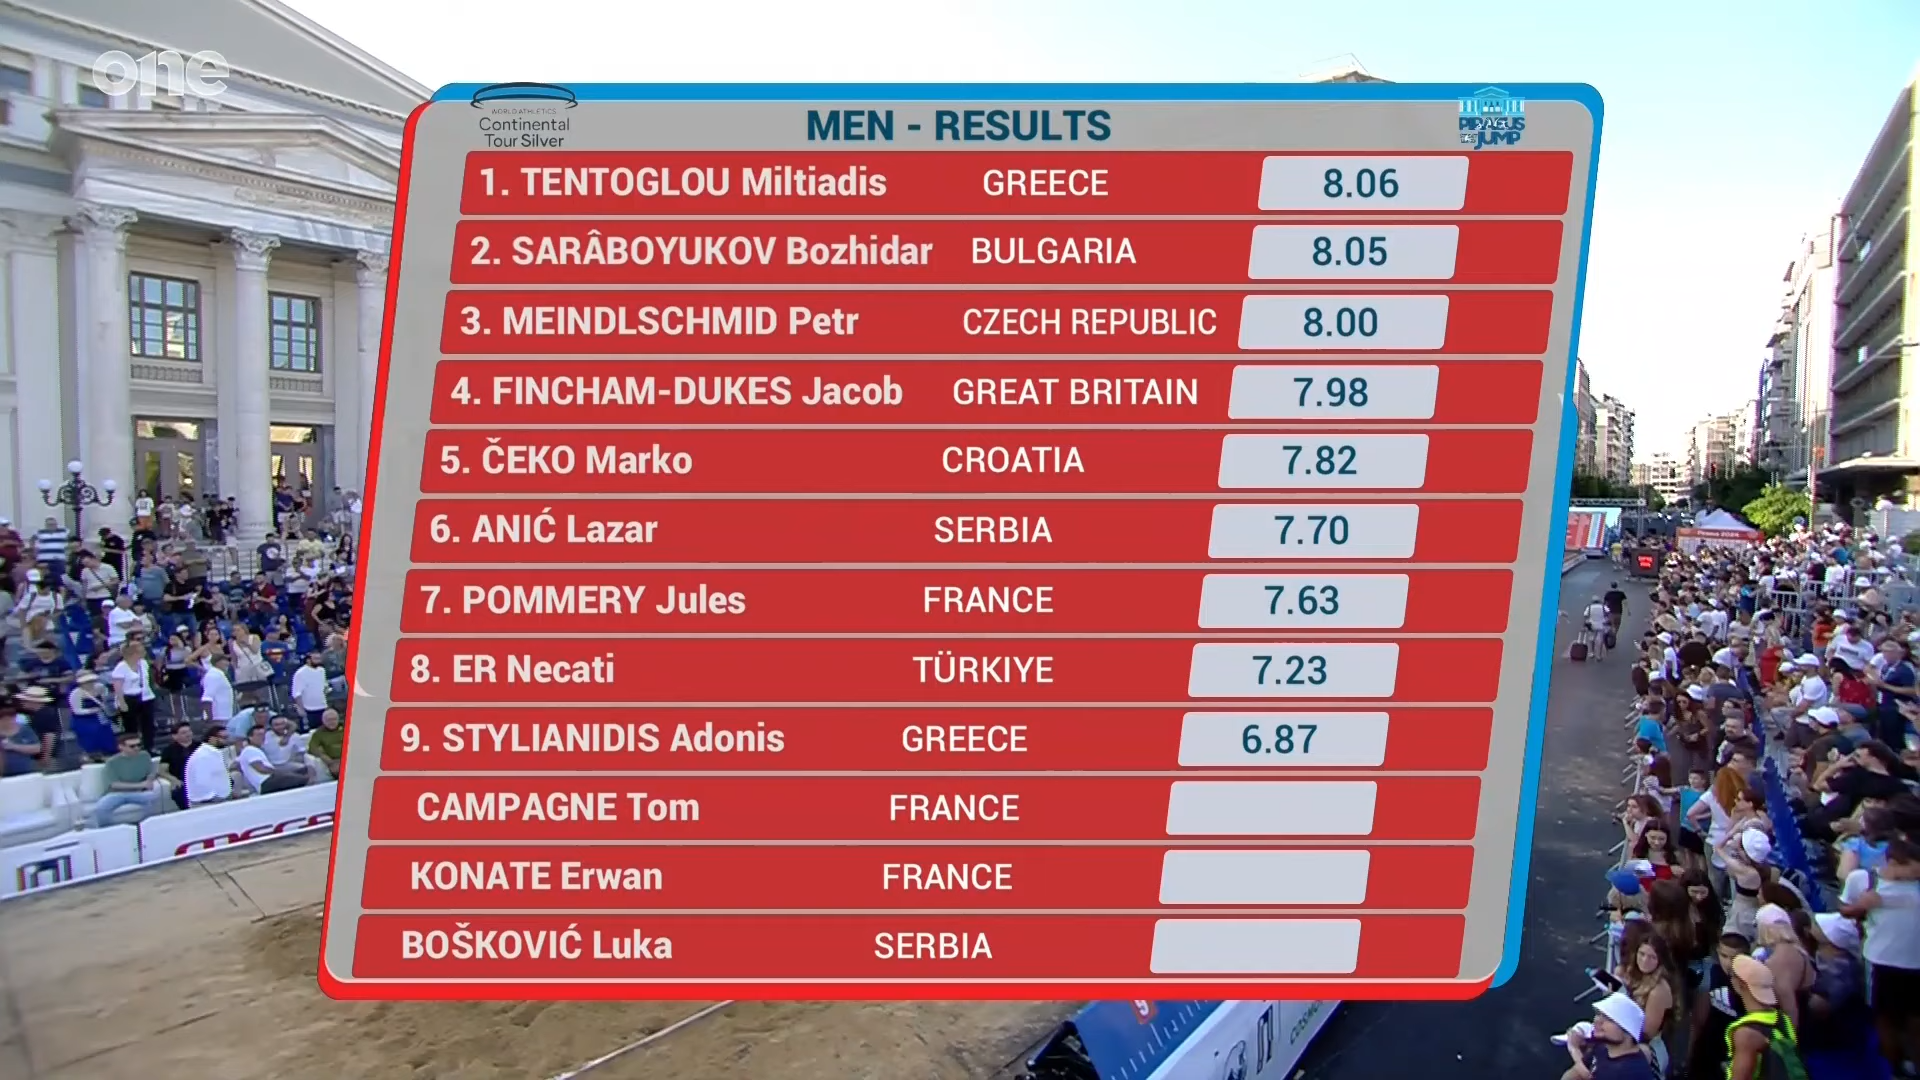 one
WORLD ATHLETICS
Continental
Tour Silver
MEN - RESULTS
PIRAEUS
JUMP
1. TENTOGLOU Miltiadis GREECE 8.06
2. SARÂBOYUKOV Bozhidar BULGARIA 8.05
3. MEINDLSCHMID Petr CZECH REPUBLIC 8.00
4. FINCHAM-DUKES Jacob GREAT BRITAIN 7.98
5. ČEKO Marko CROATIA 7.82
6. ANIĆ Lazar SERBIA 7.70
7. POMMERY Jules FRANCE 7.63
8. ER Necati TÜRKIYE 7.23
9. STYLIANIDIS Adonis GREECE 6.87
CAMPAGNE Tom FRANCE
KONATE Erwan FRANCE
BOŠKOVIĆ Luka SERBIA
9